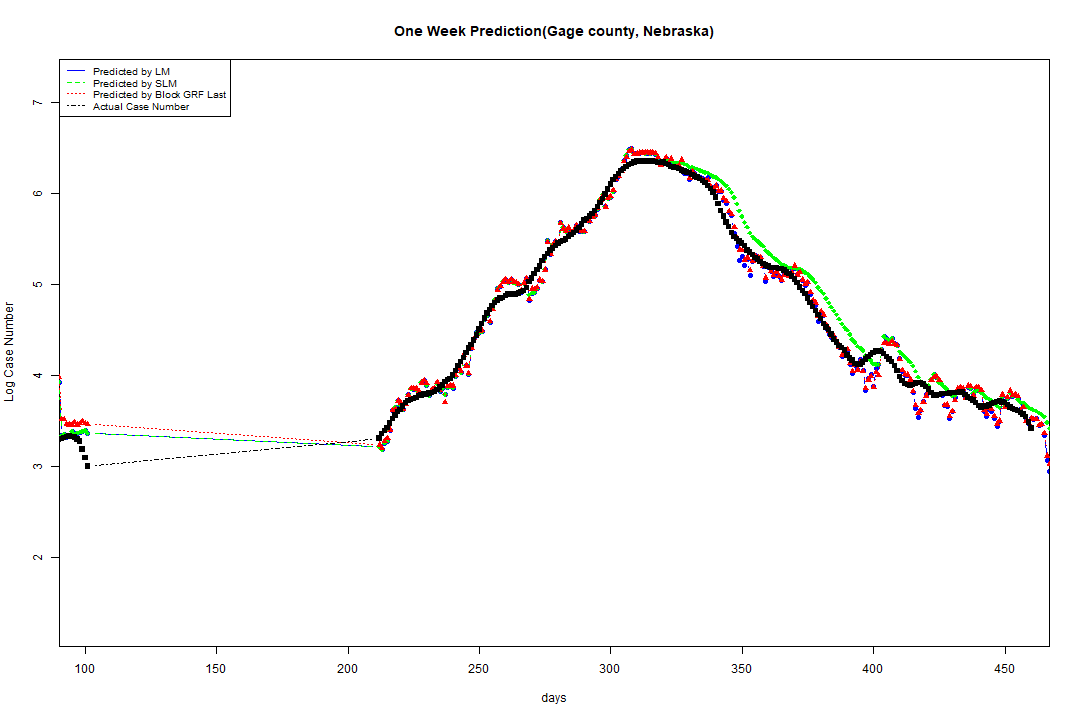 One Week Prediction(Gage county, Nebraska)
Predicted by LM
Predicted by SLM
Predicted by Block GRF Last
Actual Case Number
7
6
5
4
3
2
Log Case Number
100 150 200 250 300 350 400 450
days